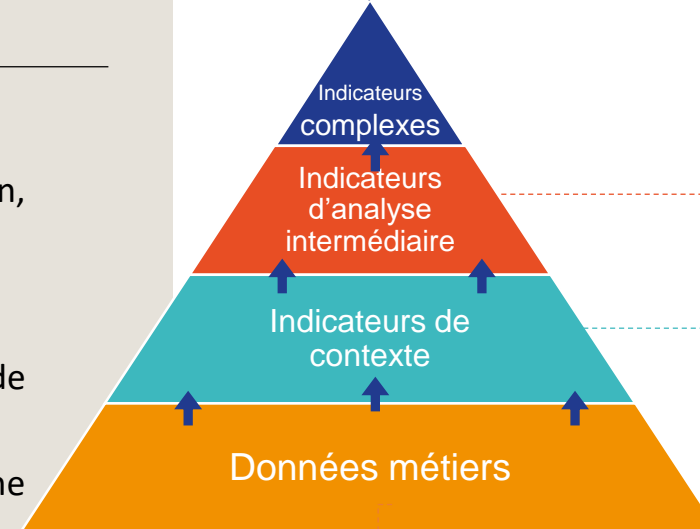 Indicateurs
complexes
Indicateurs
d'analyse
intermédiaire
Indicateurs de
contexte
Données métiers